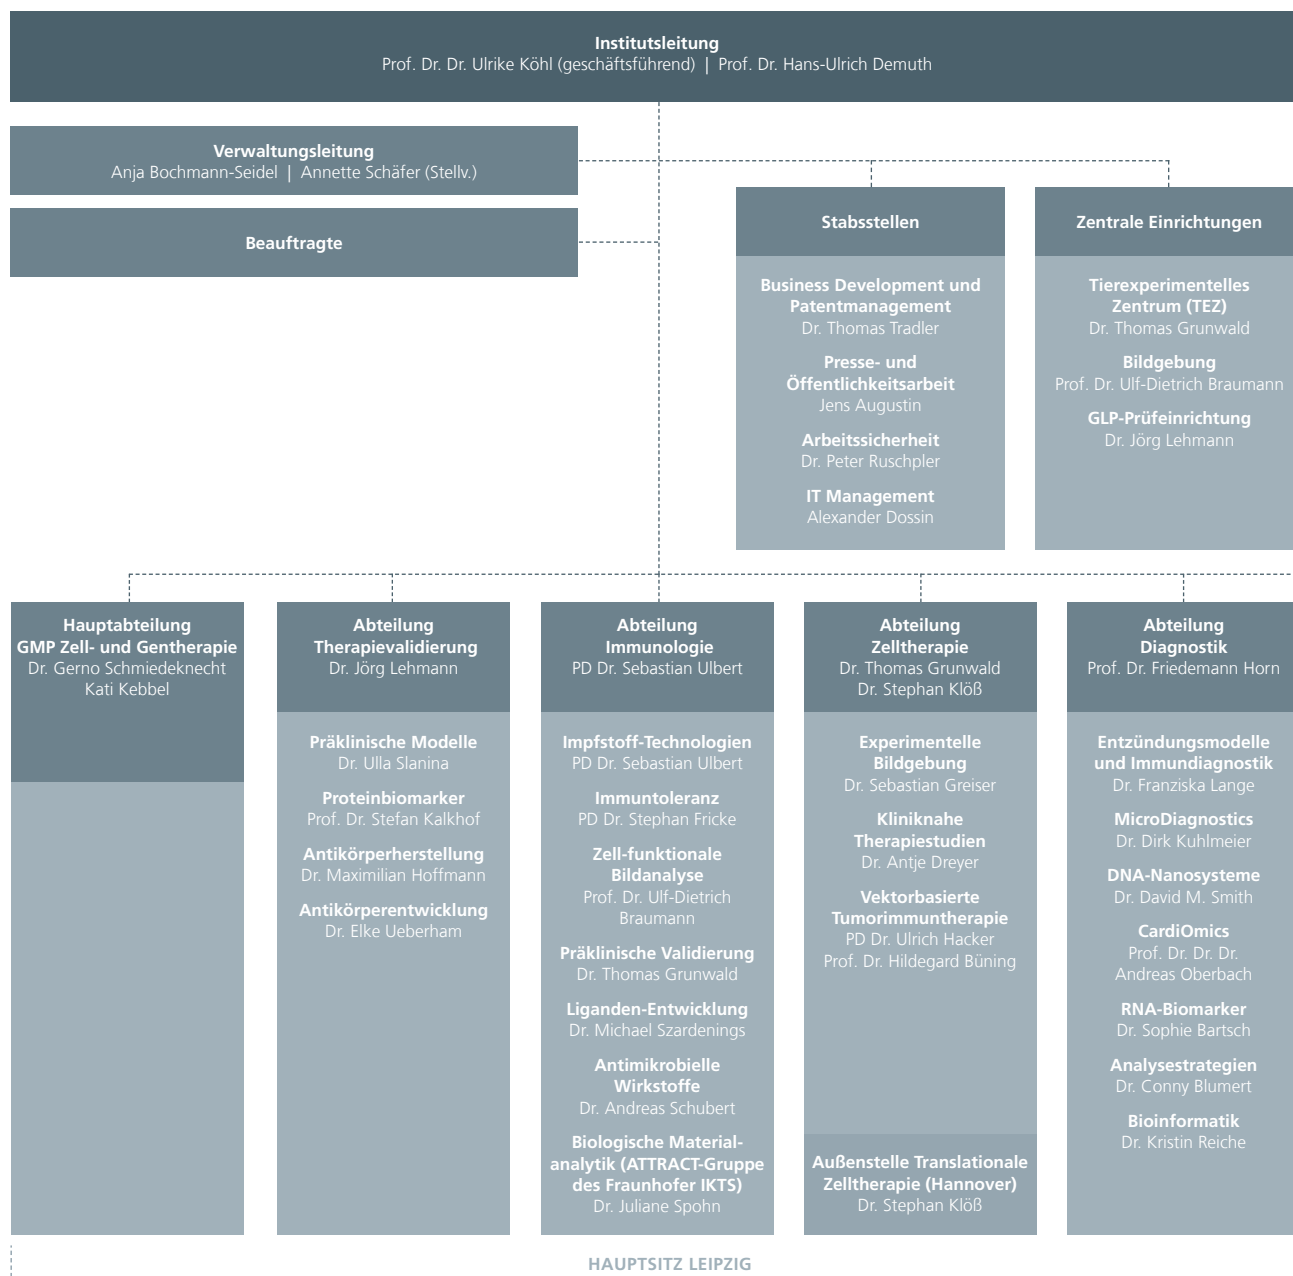 Institutsleitung
Prof. Dr. Dr. Ulrike Köhl (geschäftsführend) | Prof. Dr. Hans-Ulrich Demuth
Verwaltungsleitung
Anja Bochmann-Seidel | Annette Schäfer (Stellv.)
Beauftragte
Stabsstellen
Business Development und
Patentmanagement
Dr. Thomas Tradler
Presse- und
Öffentlichkeitsarbeit
Jens Augustin
Arbeitssicherheit
Dr. Peter Ruschpler
IT Management
Alexander Dossin
Zentrale Einrichtungen
Tierexperimentelles
Zentrum (TEZ)
Dr. Thomas Grunwald
Bildgebung
Prof. Dr. Ulf-Dietrich Braumann
GLP-Prüfeinrichtung
Dr. Jörg Lehmann
Hauptabteilung
GMP Zell- und Gentherapie
Dr. Gerno Schmiedeknecht
Kati Kebbel
Abteilung
Therapievalidierung
Dr. Jörg Lehmann
Präklinische Modelle
Dr. Ulla Slanina
Proteinbiomarker
Prof. Dr. Stefan Kalkhof
Antikörperherstellung
Dr. Maximilian Hoffmann
Antikörperentwicklung
Dr. Elke Ueberham
Abteilung
Immunologie
PD Dr. Sebastian Ulbert
Impfstoff-Technologien
PD Dr. Sebastian Ulbert
Immuntoleranz
PD Dr. Stephan Fricke
Zell-funktionale
Bildanalyse
Prof. Dr. Ulf-Dietrich
Braumann
Präklinische Validierung
Dr. Thomas Grunwald
Liganden-Entwicklung
Dr. Michael Szardenings
Antimikrobielle
Wirkstoffe
Dr. Andreas Schubert
Biologische Material-
analytik (ATTRACT-Gruppe
des Fraunhofer IKTS)
Dr. Juliane Spohn
Abteilung
Zelltherapie
Dr. Thomas Grunwald
Dr. Stephan Klöß
Experimentelle
Bildgebung
Dr. Sebastian Greiser
Kliniknahe
Therapiestudien
Dr. Antje Dreyer
Vektorbasierte
Tumorimmuntherapie
PD Dr. Ulrich Hacker
Prof. Dr. Hildegard Büning
Außenstelle Translationale
Zelltherapie (Hannover)
Dr. Stephan Klöß
Abteilung
Diagnostik
Prof. Dr. Friedemann Horn
Entzündungsmodelle
und Immundiagnostik
Dr. Franziska Lange
MicroDiagnostics
Dr. Dirk Kuhlmeier
DNA-Nanosysteme
Dr. David M. Smith
CardiOmics
Prof. Dr. Dr. Dr.
Andreas Oberbach
RNA-Biomarker
Dr. Sophie Bartsch
Analysestrategien
Dr. Conny Blumert
Bioinformatik
Dr. Kristin Reiche
HAUPTSITZ LEIPZIG